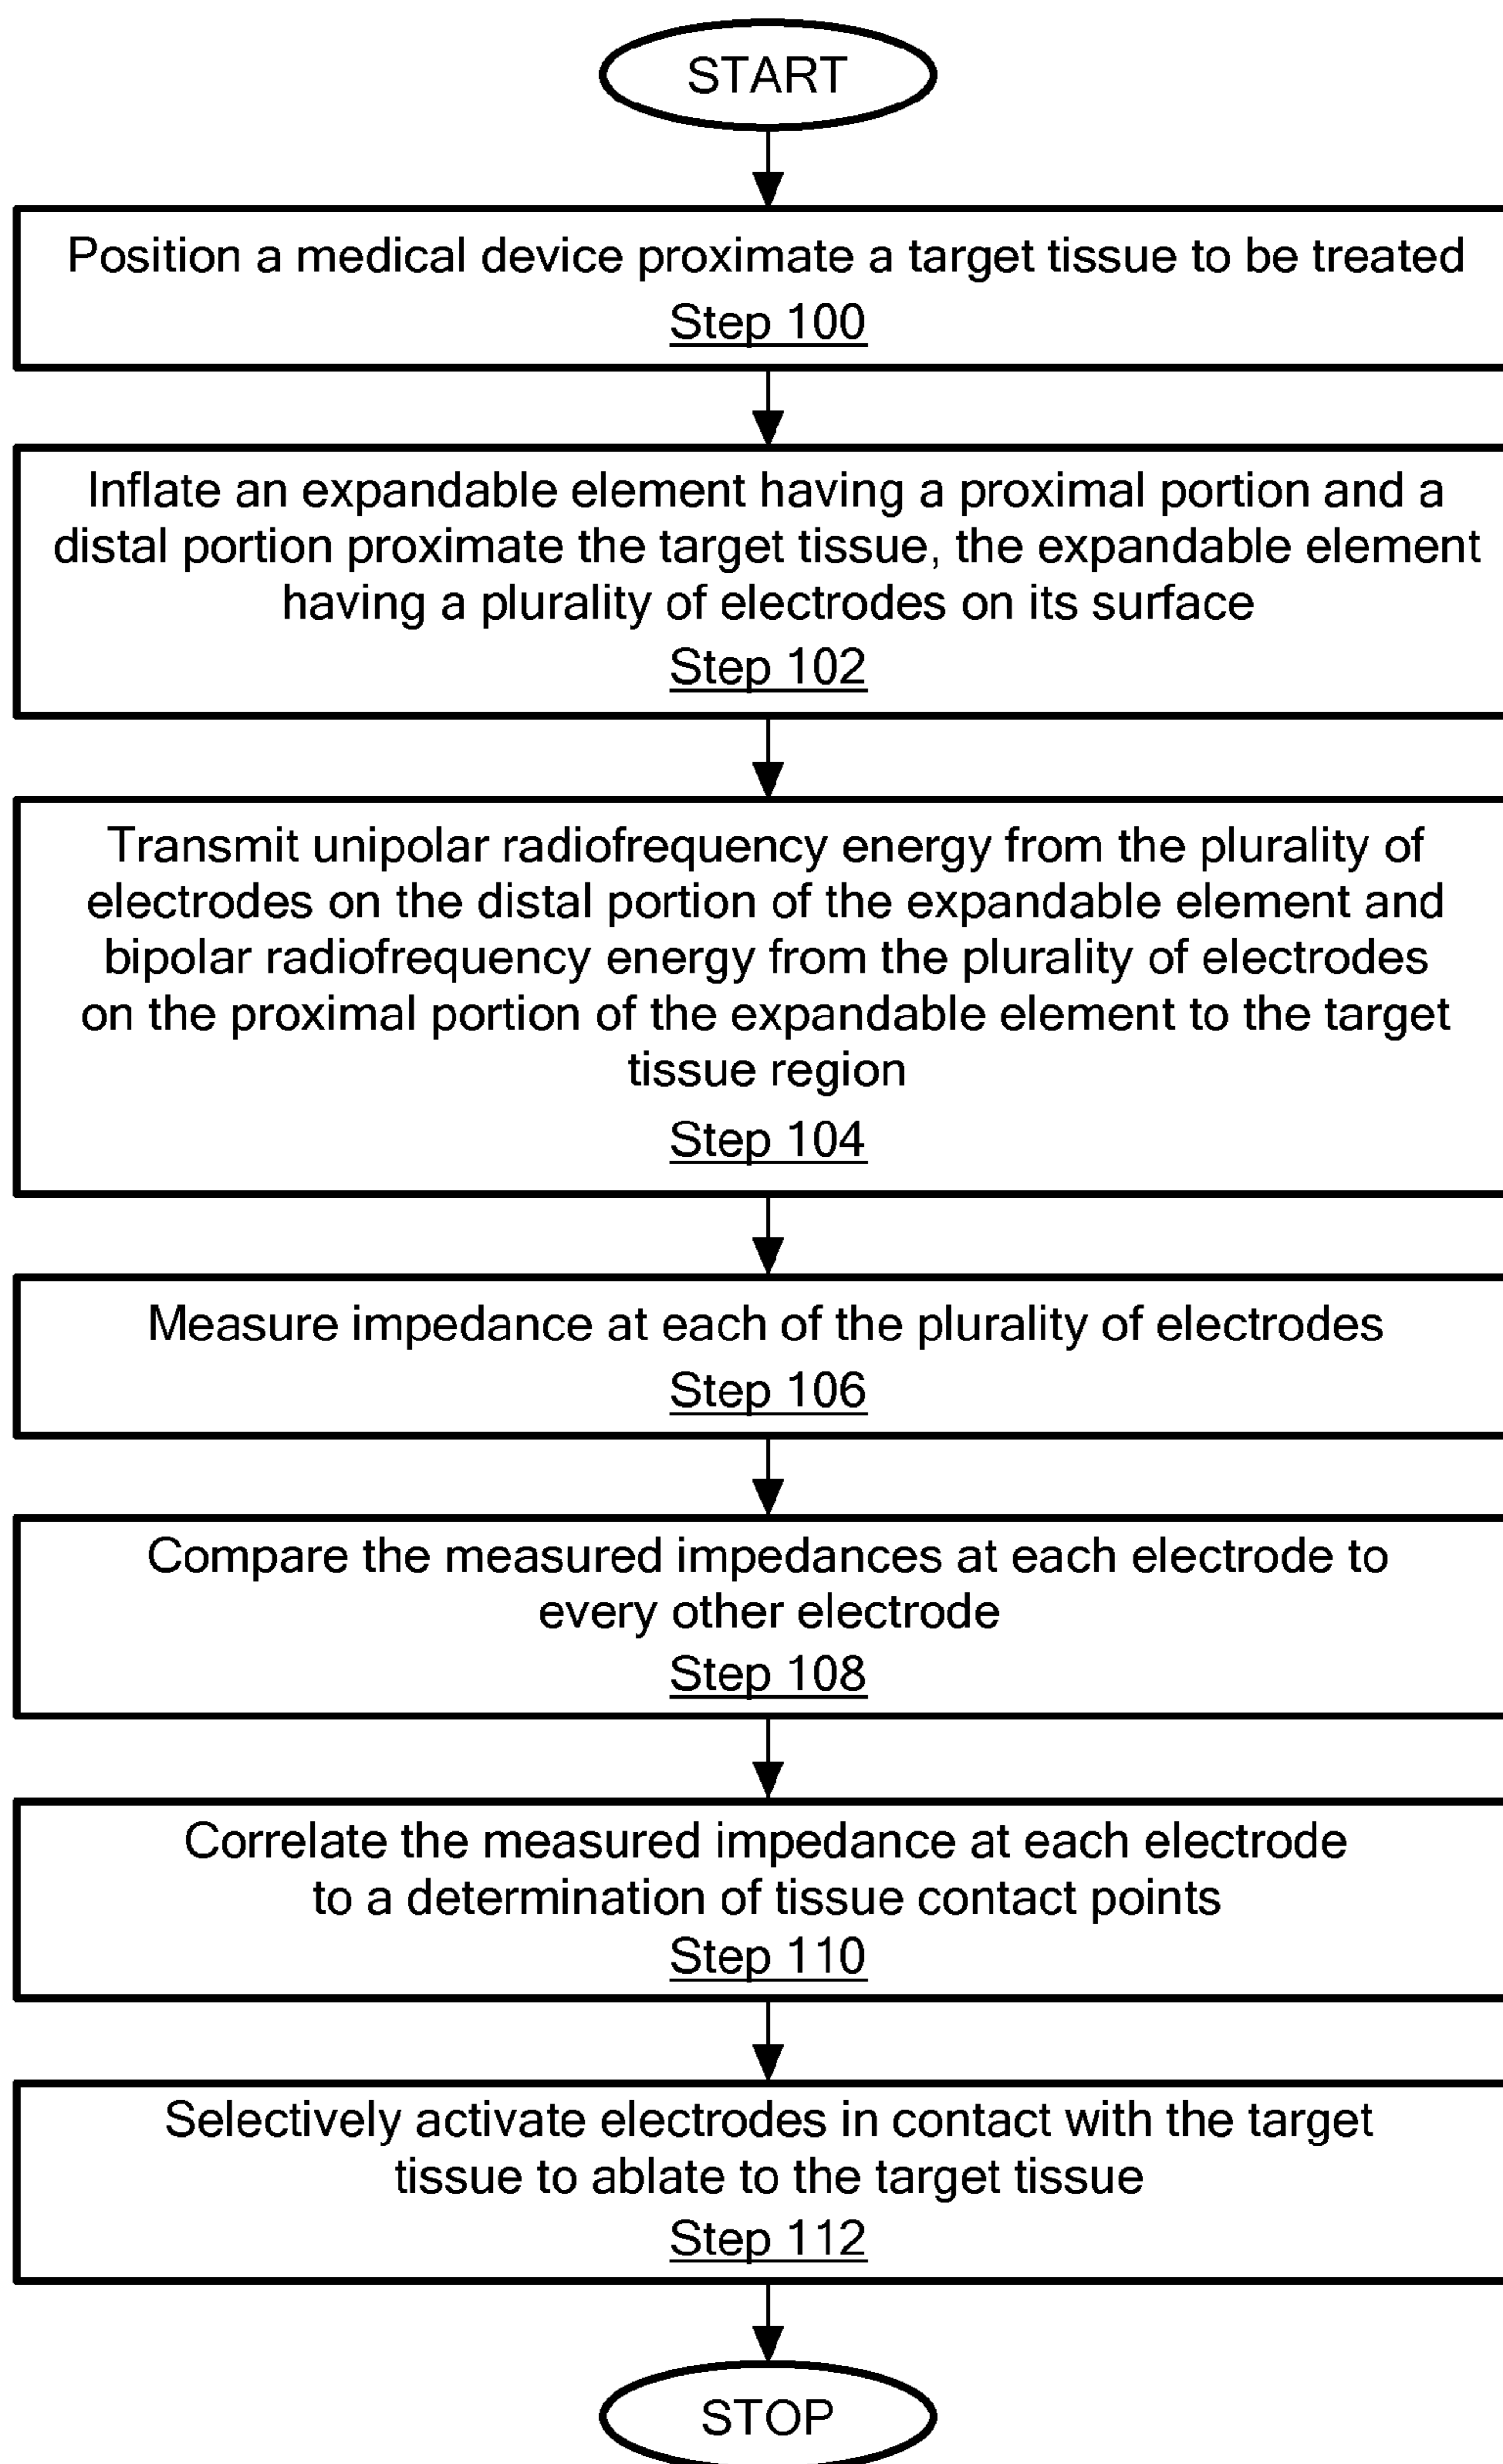 START
Position a medical device proximate a target tissue to be treated
Step 100
Inflate an expandable element having a proximal portion and a
distal portion proximate the target tissue, the expandable element
having a plurality of electrodes on its surface
Step 102
Transmit unipolar radiofrequency energy from the plurality of
electrodes on the distal portion of the expandable element and
bipolar radiofrequency energy from the plurality of electrodes
on the proximal portion of the expandable element to the target
tissue region
Step 104
Measure impedance at each of the plurality of electrodes
Step 106
Compare the measured impedances at each electrode to
every other electrode
Step 108
Correlate the measured impedance at each electrode
to a determination of tissue contact points
Step 110
Selectively activate electrodes in contact with the target
tissue to ablate to the target tissue
Step 112
STOP